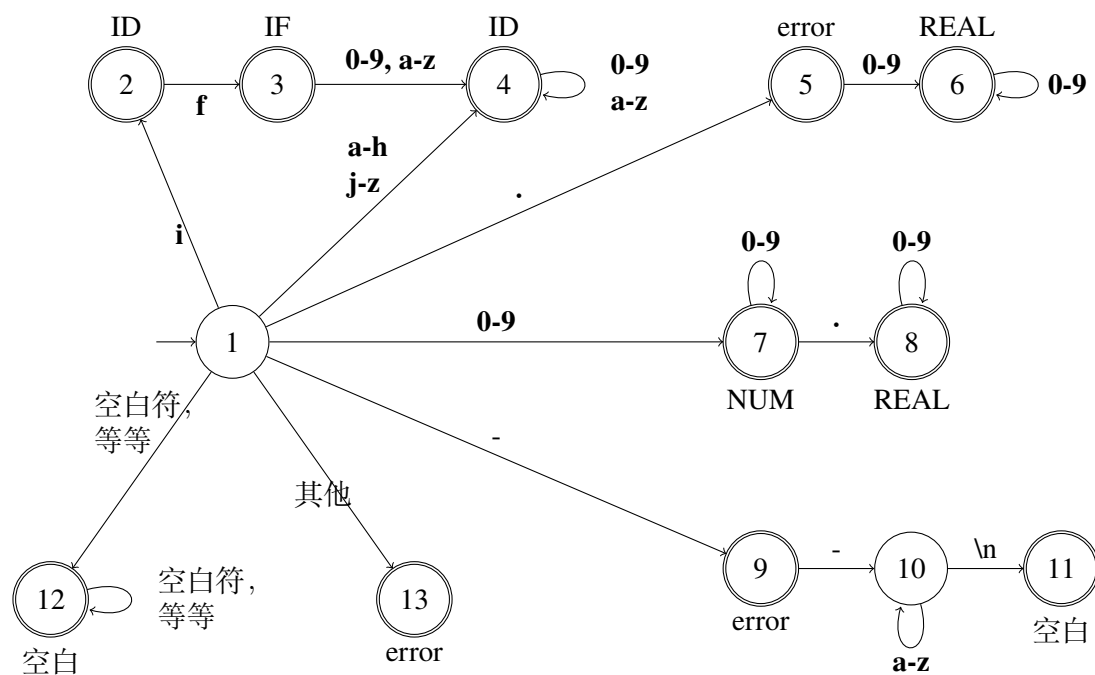 ID
IF
ID
error
REAL
2
f
3
0-9, a-z
4
0-9
a-z
5
0-9
6
0-9
a-h
j-z
.
i
0-9
0-9
1
0-9
7
.
8
NUM
REAL
空白符,
等等
-
其他
12
空白符,
等等
空白
13
error
9
-
10
\n
11
error
a-z
空白